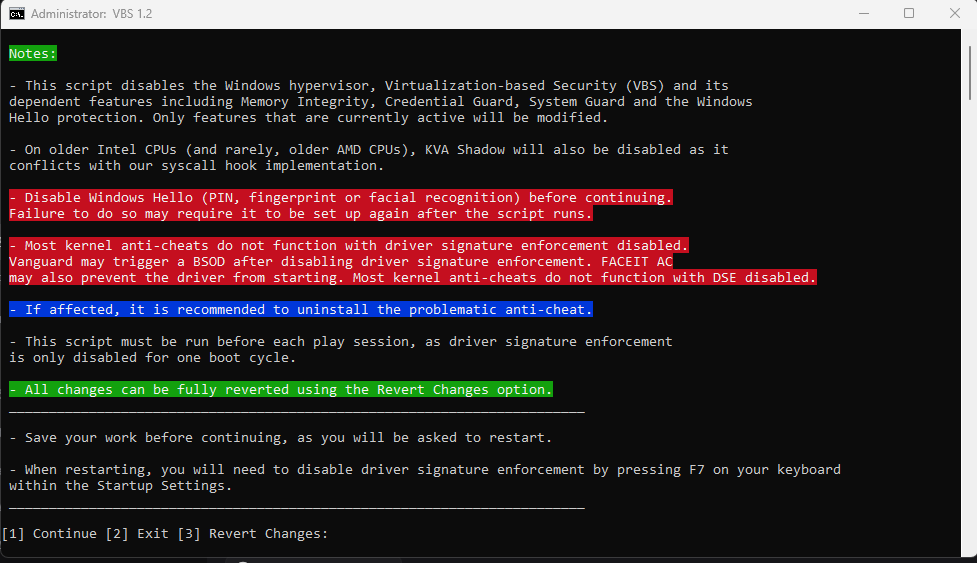 Administrator: VBS 1.2
Notes:
- This script disables the Windows hypervisor, Virtualization-based Security (VBS) and its
dependent features including Memory Integrity, Credential Guard, System Guard and the Windows
Hello protection. Only features that are currently active will be modified.
- On older Intel CPUs (and rarely, older AMD CPUs), KVA Shadow will also be disabled as it
conflicts with our syscall hook implementation.
- Disable Windows Hello (PIN, fingerprint or facial recognition) before continuing.
Failure to do so may require it to be set up again after the script runs.
- Most kernel anti-cheats do not function with driver signature enforcement disabled.
Vanguard may trigger a BSOD after disabling driver signature enforcement. FACEIT AC
may also prevent the driver from starting. Most kernel anti-cheats do not function with DSE disabled.
- If affected, it is recommended to uninstall the problematic anti-cheat.
- This script must be run before each play session, as driver signature enforcement
is only disabled for one boot cycle.
- All changes can be fully reverted using the Revert Changes option.
- Save your work before continuing, as you will be asked to restart.
- When restarting, you will need to disable driver signature enforcement by pressing F7 on your keyboard
within the Startup Settings.
[1] Continue [2] Exit [3] Revert Changes: